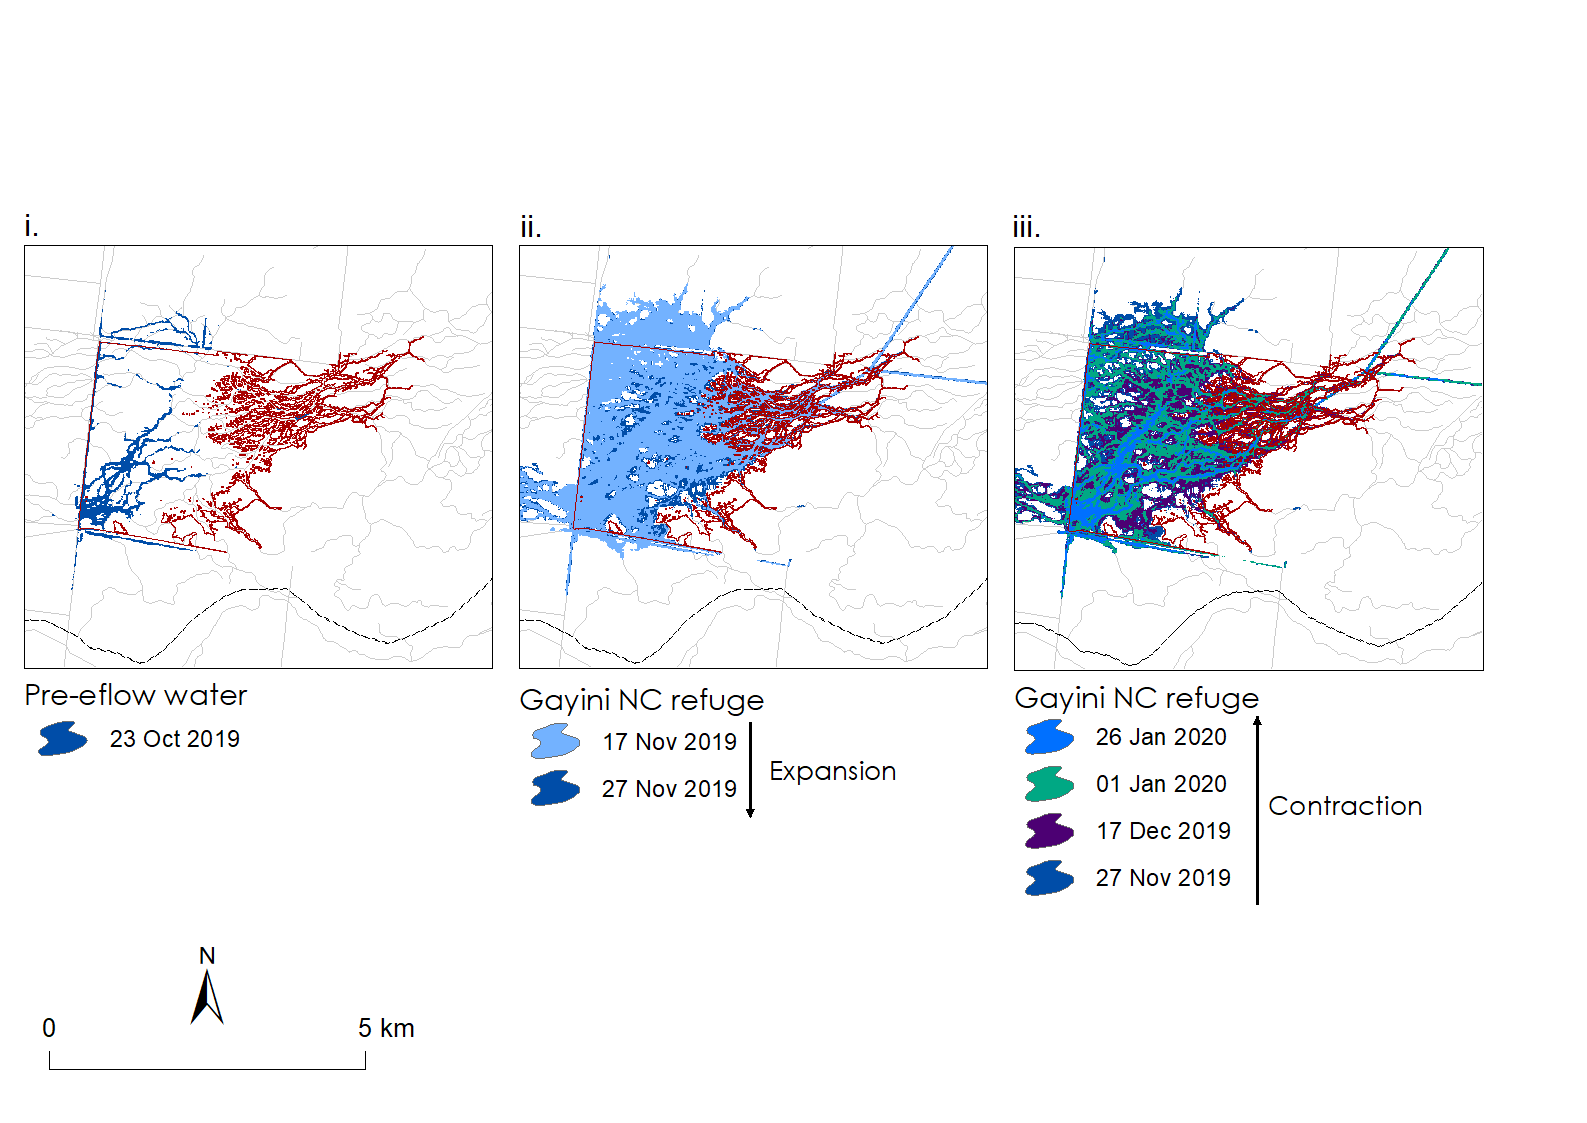 i.
ii.
iii.
Pre-eflow water
23 Oct 2019
Gayini NC refuge
17 Nov 2019
27 Nov 2019
Expansion
Gayini NC refuge
26 Jan 2020
01 Jan 2020
17 Dec 2019
27 Nov 2019
Contraction
N
0 5 km